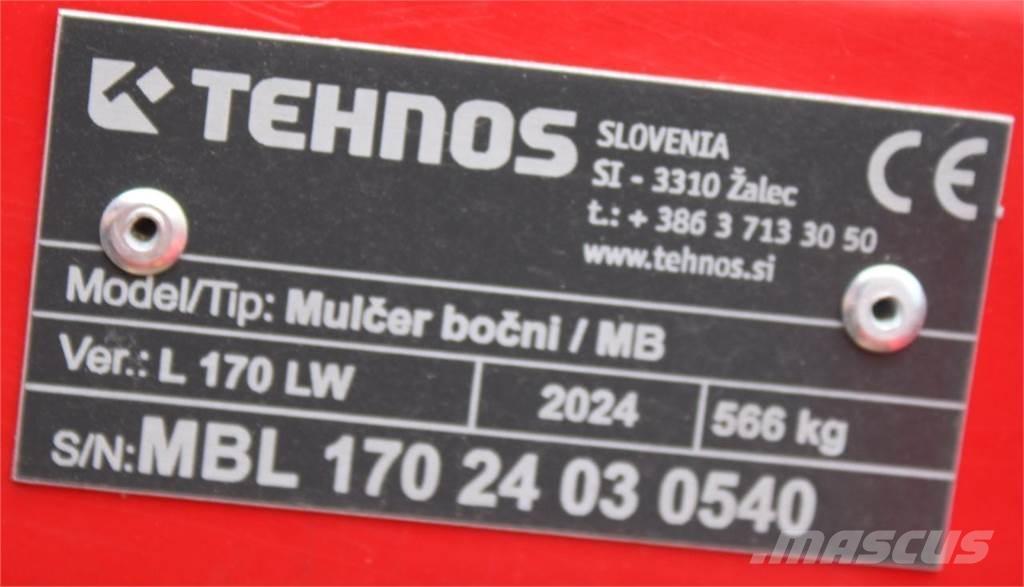 TEHNOS
SLOVENIA
SI - 3310 Žalec
t.: + 386 3 713 30 50
www.tehnos.si
CE
Model/Tip: Mulčer bočni / MB
Ver.: L 170 LW 2024 566 kg
S/N: MBL 170 24 03 0540
MASCUS